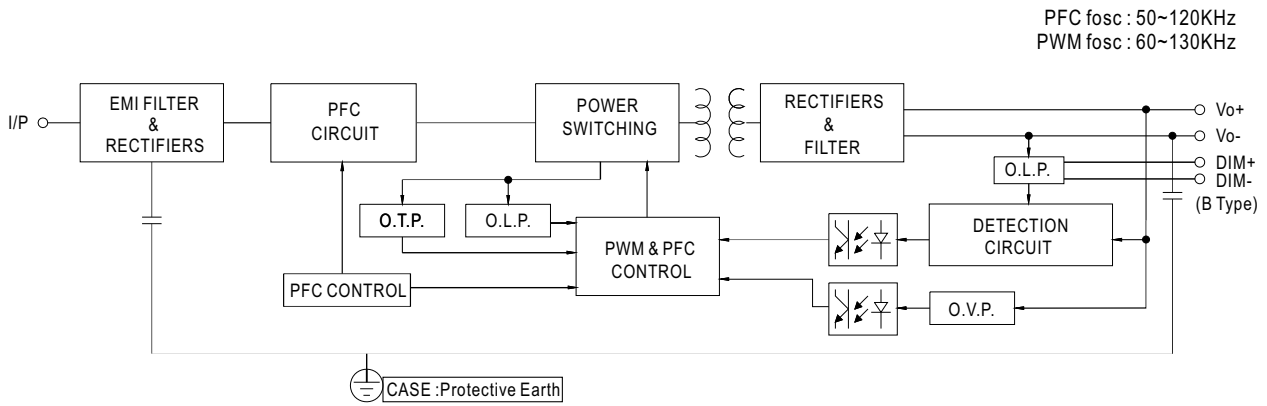 PFC fosc : 50~120KHz
PWM fosc : 60~130KHz
I/P
EMI FILTER
&
RECTIFIERS
PFC
CIRCUIT
POWER
SWITCHING
RECTIFIERS
&
FILTER
Vo+
Vo-
DIM+
DIM-
(B Type)
O.L.P.
O.T.P.
O.L.P.
DETECTION
CIRCUIT
PWM & PFC
CONTROL
PFC CONTROL
O.V.P.
CASE :Protective Earth